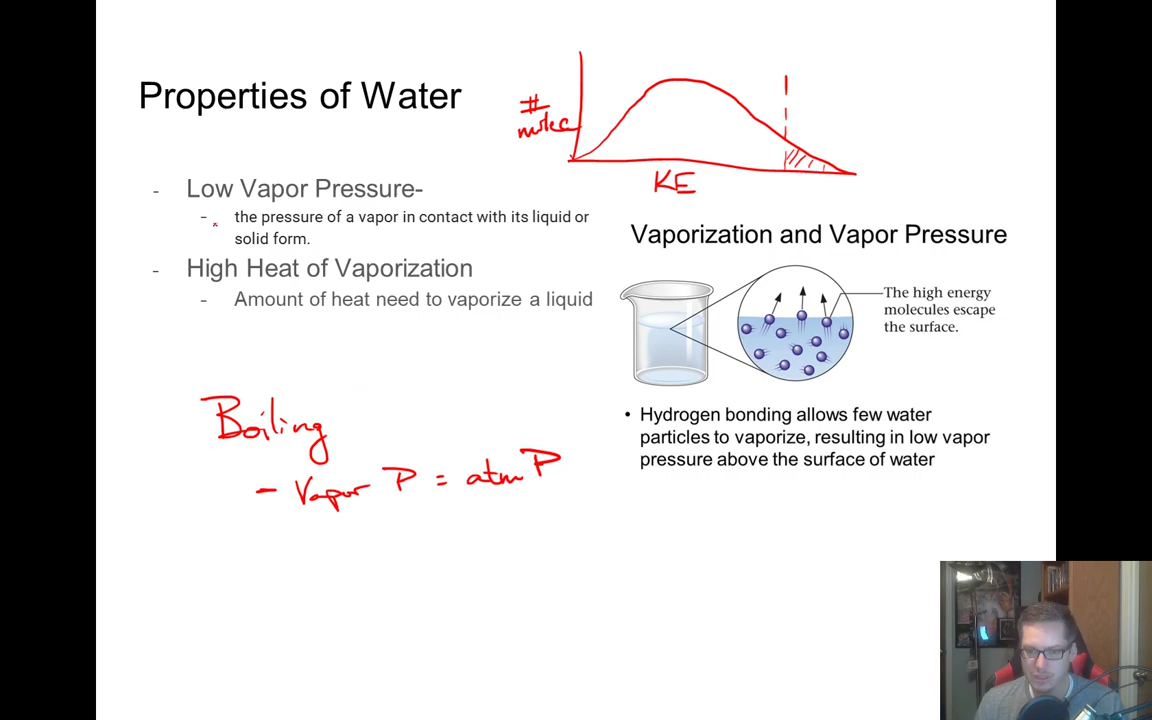 Properties of Water
#
molec
KE
- Low Vapor Pressure-
- the pressure of a vapor in contact with its liquid or
solid form.
- High Heat of Vaporization
- Amount of heat need to vaporize a liquid
Vaporization and Vapor Pressure
The high energy
molecules escape
the surface.
• Hydrogen bonding allows few water
particles to vaporize, resulting in low vapor
pressure above the surface of water
Boiling
- Vapor P = atm P